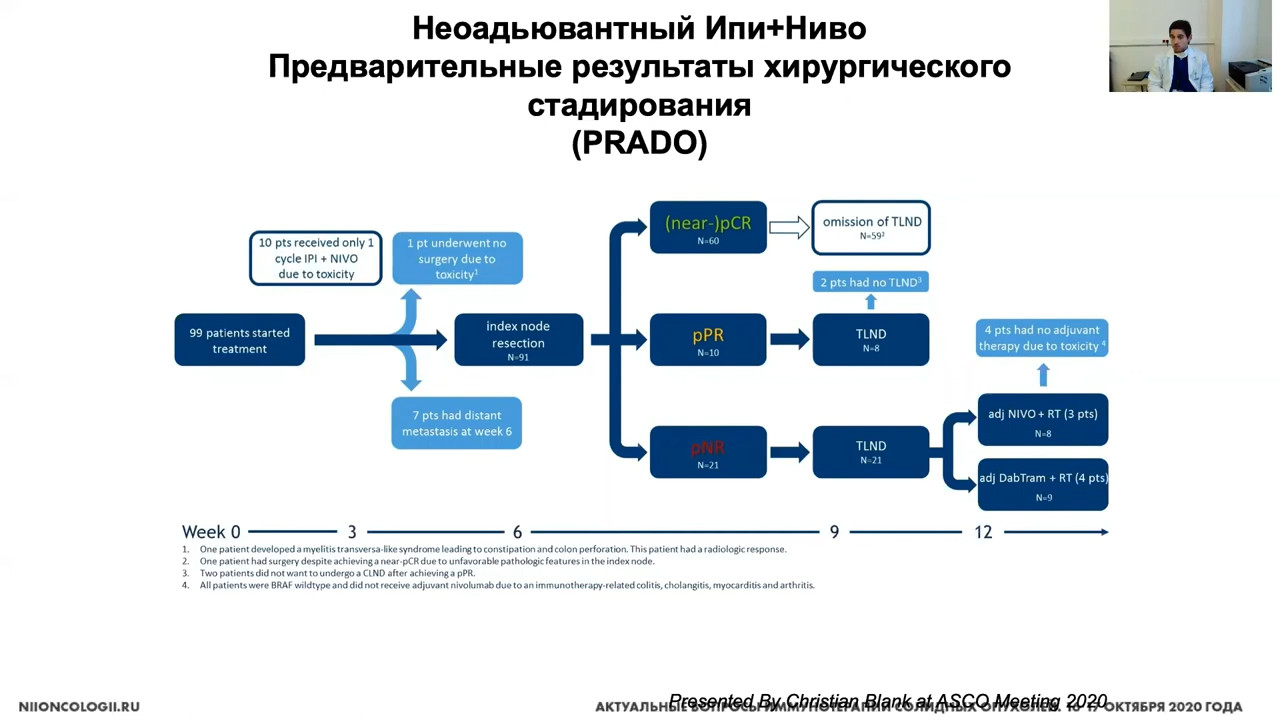 Неоадьювантный Ипи+Ниво
Предварительные результаты хирургического
стадирования
(PRADO)
10 pts received only 1
cycle IPI + NIVO
due to toxicity
1 pt underwent no
surgery due to
toxicity¹
99 patients started
treatment
7 pts had distant
metastasis at week 6
index node
resection
N=91
(near-)pCR
N=60
omission of TLND
N=59²
2 pts had no TLND³
pPR
N=10
TLND
N=8
pNR
N=21
TLND
N=21
4 pts had no adjuvant
therapy due to toxicity ⁴
adj NIVO + RT (3 pts)
N=8
adj DabTram + RT (4 pts)
N=9
Week 0 3 6 9 12
1. One patient developed a myelitis transversa-like syndrome leading to constipation and colon perforation. This patient had a radiologic response.
2. One patient had surgery despite achieving a near-pCR due to unfavorable pathologic features in the index node.
3. Two patients did not want to undergo a CLND after achieving a pPR.
4. All patients were BRAF wildtype and did not receive adjuvant nivolumab due to an immunotherapy-related colitis, cholangitis, myocarditis and arthritis.
Presented By Christian Blank at ASCO Meeting 2020
NIIONCOLOGII.RU
АКТУАЛЬНЫЕ ВОПРОСЫ ИММУНОТЕРАПИИ СОЛИДНЫХ ОПУХОЛЕЙ. 16-17 ОКТЯБРЯ 2020 ГОДА